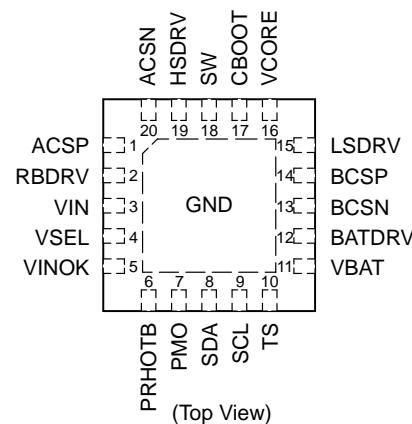 ACSN
HSDRV
SW
CBOOT
VCORE
20 19 18 17 16
ACSP 1 15 LSDRV
RBDRV 2 14 BCSP
VIN 3 GND 13 BCSN
VSEL 4 12 BATDRV
VINOK 5 11 VBAT
6 7 8 9 10
PRHOTB
PMO
SDA
SCL
TS
(Top View)